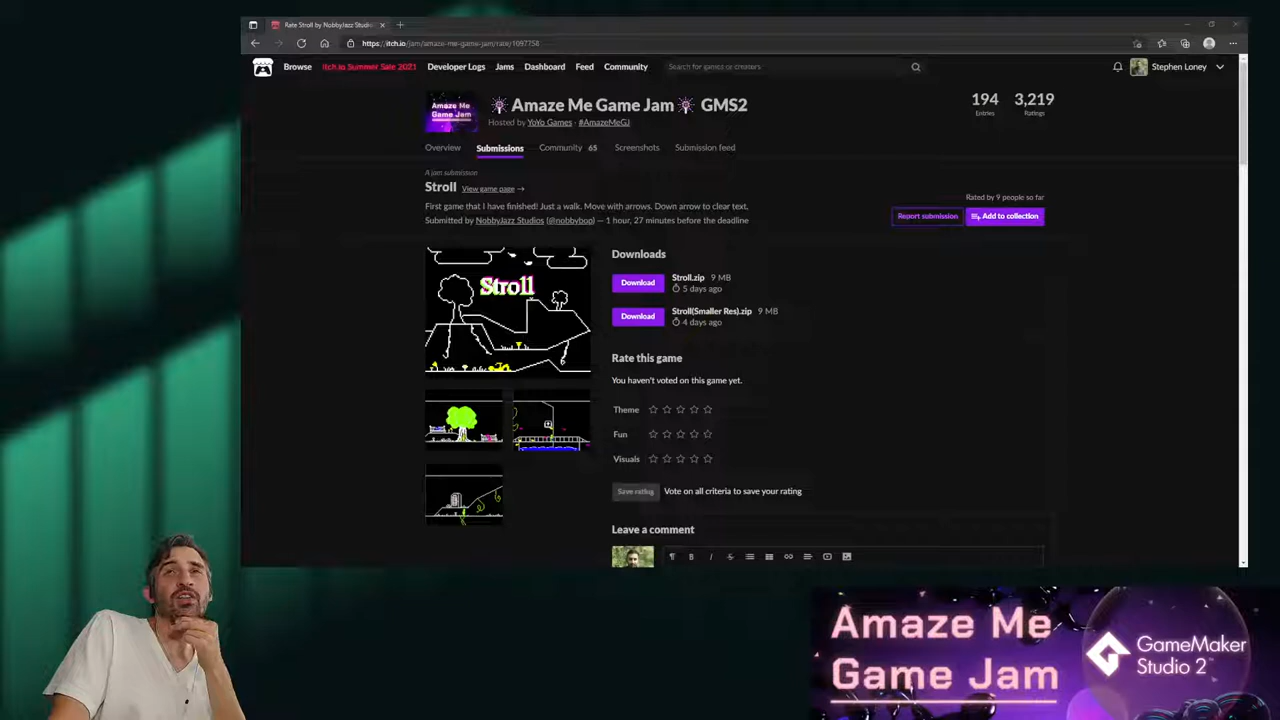 Rate Stroll by NobbyJazz Studi
https://itch.io/jam/amaze-me-game-jam/rate/1097758
Browse
itch.io Summer Sale 2021
Developer Logs
Jams
Dashboard
Feed
Community
Search for games or creators
Stephen Loney
Amaze Me
Game Jam
Amaze Me Game Jam GMS2
Hosted by YoYo Games · #AmazeMeGJ
194
Entries
3,219
Ratings
Overview
Submissions
Community 65
Screenshots
Submission feed
A jam submission
Stroll View game page →
First game that I have finished! Just a walk. Move with arrows. Down arrow to clear text.
Submitted by NobbyJazz Studios (@nobbybop) — 1 hour, 27 minutes before the deadline
Rated by 9 people so far
Report submission
Add to collection
Stroll
Downloads
Download
Stroll.zip 9 MB
5 days ago
Download
Stroll(Smaller Res).zip 9 MB
4 days ago
Rate this game
You haven't voted on this game yet.
Theme
Fun
Visuals
Save rating
Vote on all criteria to save your rating
Leave a comment
Amaze Me
Game Jam
GameMaker
Studio 2